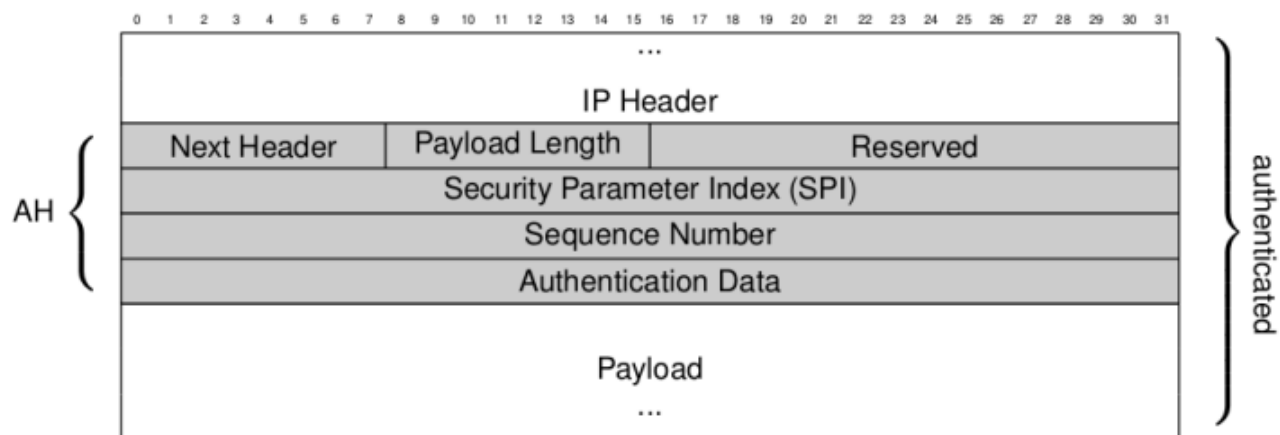 0 1 2 3 4 5 6 7 8 9 10 11 12 13 14 15 16 17 18 19 20 21 22 23 24 25 26 27 28 29 30 31
...
IP Header
Next Header Payload Length Reserved
AH
Security Parameter Index (SPI)
Sequence Number
Authentication Data
Payload
...
authenticated